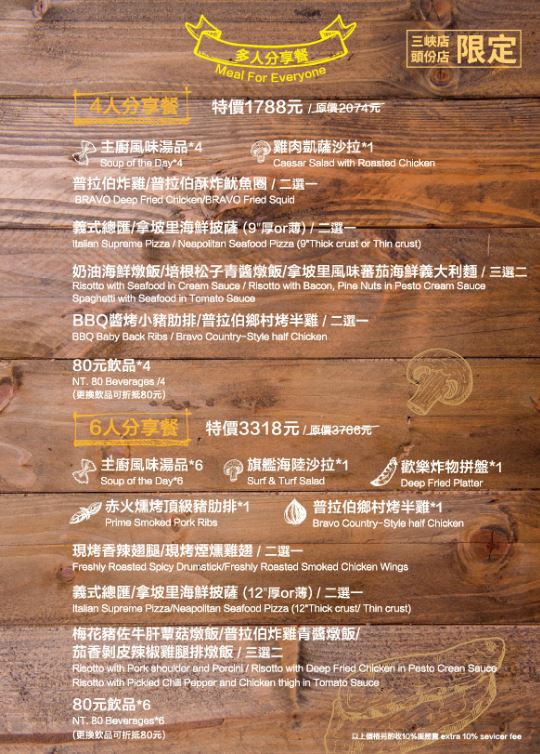 多人分享餐
Meal For Everyone
三峽店
頭份店
限定
4人分享餐 特價1788元 / 原價2074元
主廚風味湯品*4 雞肉凱薩沙拉*1
Soup of the Day*4 Caesar Salad with Roasted Chicken
普拉伯炸雞/普拉伯酥炸魷魚圈 / 二選一
BRAVO Deep Fried Chicken/BRAVO Fried Squid
義式總匯/拿坡里海鮮披薩 (9"厚or薄) / 二選一
Italian Supreme Pizza / Neapolitan Seafood Pizza (9"Thick crust or Thin crust)
奶油海鮮燉飯/培根松子青醬燉飯/拿坡里風味蕃茄海鮮義大利麵 / 三選二
Risotto with Seafood in Cream Sauce / Risotto with Bacon, Pine Nuts in Pesto Cream Sauce
Spaghetti with Seafood in Tomato Sauce
BBQ醬烤小豬肋排/普拉伯鄉村烤半雞 / 二選一
BBQ Baby Back Ribs / Bravo Country-Style half Chicken
80元飲品*4
NT. 80 Beverages /4
(更換飲品可折抵80元)
6人分享餐 特價3318元 / 原價3766元
主廚風味湯品*6 旗艦海陸沙拉*1 歡樂炸物拼盤*1
Soup of the Day*6 Surf & Turf Salad Deep Fried Platter
赤火燻烤頂級豬肋排*1 普拉伯鄉村烤半雞*1
Prime Smoked Pork Ribs Bravo Country-Style half Chicken
現烤香辣翅腿/現烤煙燻雞翅 / 二選一
Freshly Roasted Spicy Drumstick/Freshly Roasted Smoked Chicken Wings
義式總匯/拿坡里海鮮披薩 (12"厚or薄) / 二選一
Italian Supreme Pizza/Neapolitan Seafood Pizza (12"Thick crust/ Thin crust)
梅花豬佐牛肝蕈菇燉飯/普拉伯炸雞青醬燉飯/
茄香剝皮辣椒雞腿排燉飯 / 三選二
Risotto with Pork shoulder and Porcini / Risotto with Deep Fried Chicken in Pesto Crean Sauce
Risotto with Pickled Chili Pepper and Chicken thigh in Tomato Sauce
80元飲品*6
NT. 80 Beverages*6
(更換飲品可折抵80元)
以上價格另酌收10%服務費 extra 10% sevicer fee